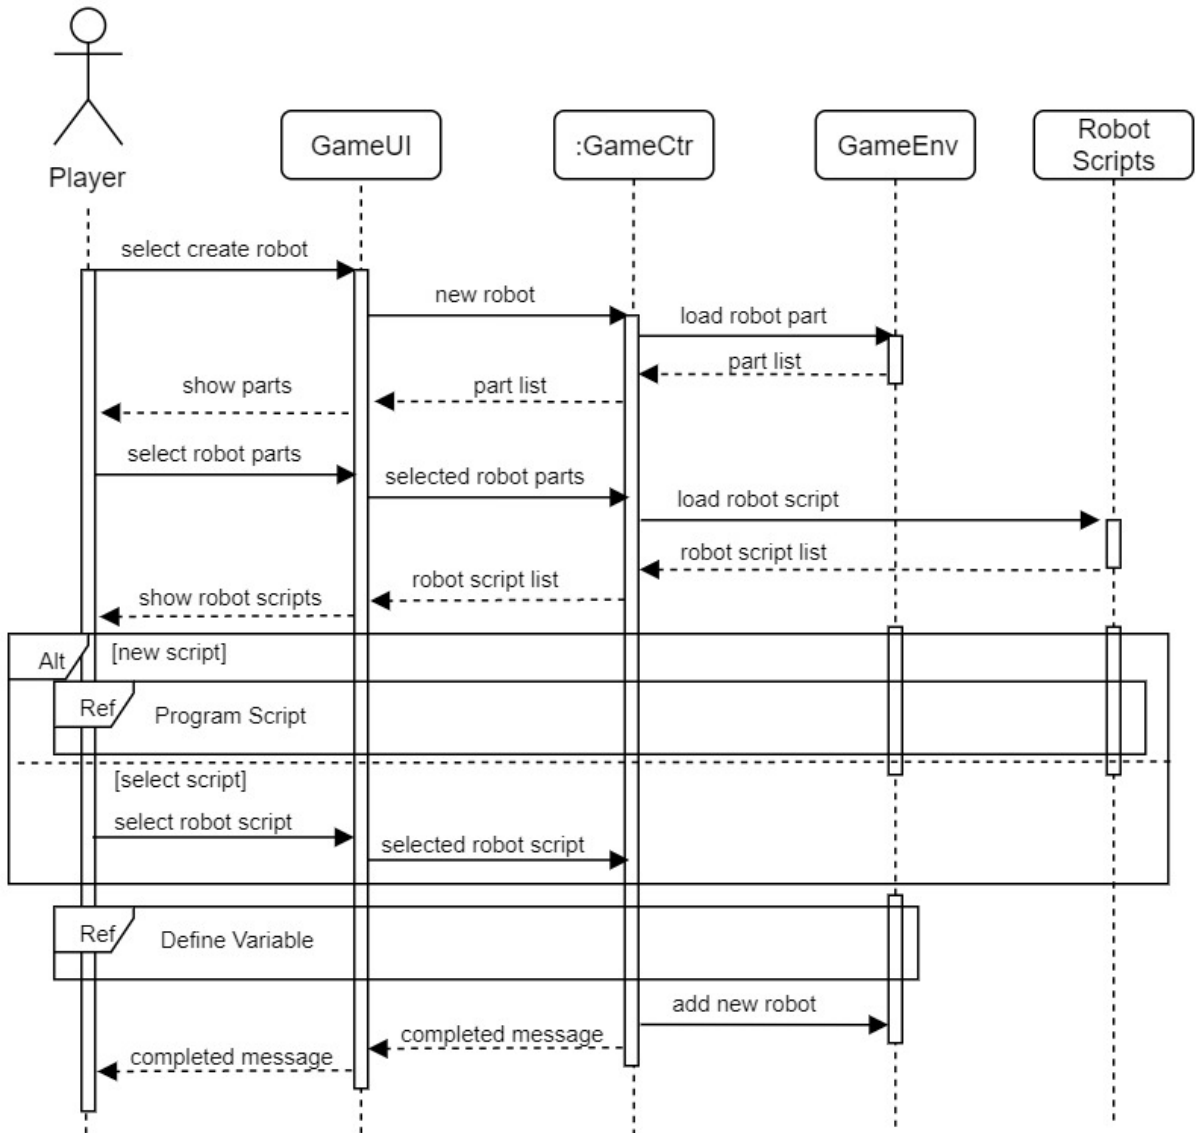 Player
GameUI
:GameCtr
GameEnv
Robot
Scripts
select create robot
new robot
load robot part
part list
part list
show parts
select robot parts
selected robot parts
load robot script
robot script list
robot script list
show robot scripts
Alt
[new script]
Ref
Program Script
[select script]
select robot script
selected robot script
Ref
Define Variable
add new robot
completed message
completed message